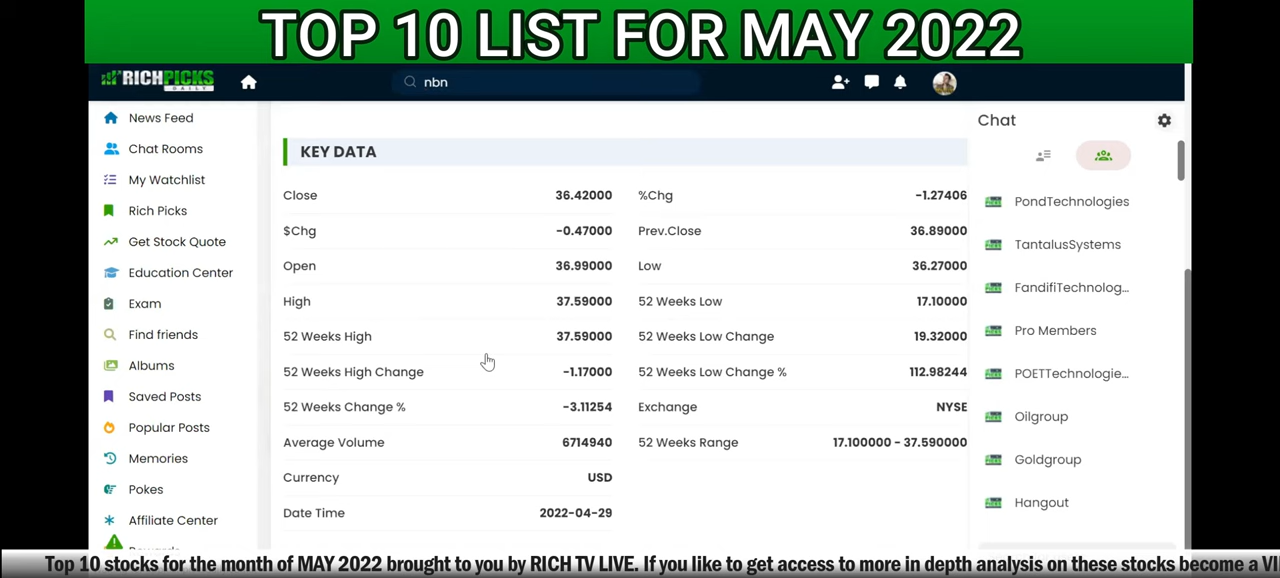 TOP 10 LIST FOR MAY 2022
RICHPICKS
DAILY
nbn
News Feed
Chat Rooms
My Watchlist
Rich Picks
Get Stock Quote
Education Center
Exam
Find friends
Albums
Saved Posts
Popular Posts
Memories
Pokes
Affiliate Center
KEY DATA
Close 36.42000 %Chg -1.27406
$Chg -0.47000 Prev.Close 36.89000
Open 36.99000 Low 36.27000
High 37.59000 52 Weeks Low 17.10000
52 Weeks High 37.59000 52 Weeks Low Change 19.32000
52 Weeks High Change -1.17000 52 Weeks Low Change % 112.98244
52 Weeks Change % -3.11254 Exchange NYSE
Average Volume 6714940 52 Weeks Range 17.100000 - 37.590000
Currency USD
Date Time 2022-04-29
Chat
PondTechnologies
TantalusSystems
FandifiTechnolog...
Pro Members
POETTechnologie...
Oilgroup
Goldgroup
Hangout
Top 10 stocks for the month of MAY 2022 brought to you by RICH TV LIVE. If you like to get access to more in depth analysis on these stocks become a VI